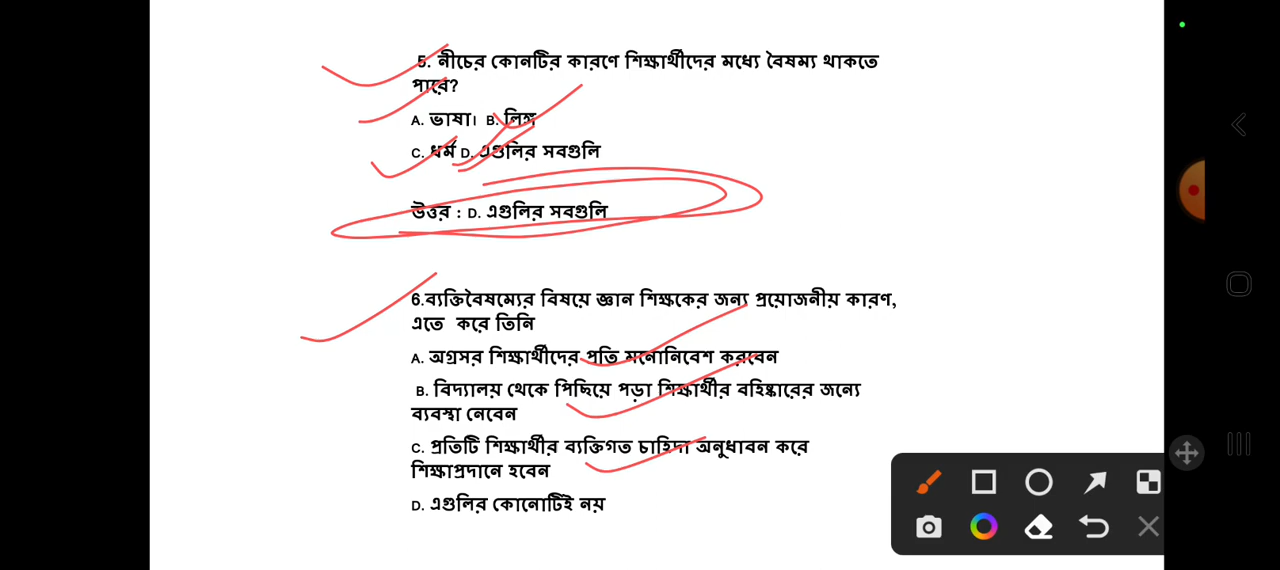 5. নীচের কোনটির কারণে শিক্ষার্থীদের মধ্যে বৈষম্য থাকতে
পারে?
A. ভাষা। B. লিঙ্গ
C. ধর্ম D. এগুলির সবগুলি
উত্তর : D. এগুলির সবগুলি
6.ব্যক্তিবৈষম্যের বিষয়ে জ্ঞান শিক্ষকের জন্য প্রয়োজনীয় কারণ,
এতে করে তিনি
A. অগ্রসর শিক্ষার্থীদের প্রতি মনোনিবেশ করবেন
B. বিদ্যালয় থেকে পিছিয়ে পড়া শিক্ষার্থীর বহিষ্কারের জন্যে
ব্যবস্থা নেবেন
C. প্রতিটি শিক্ষার্থীর ব্যক্তিগত চাহিদা অনুধাবন করে
শিক্ষাপ্রদানে হবেন
D. এগুলির কোনোটিই নয়